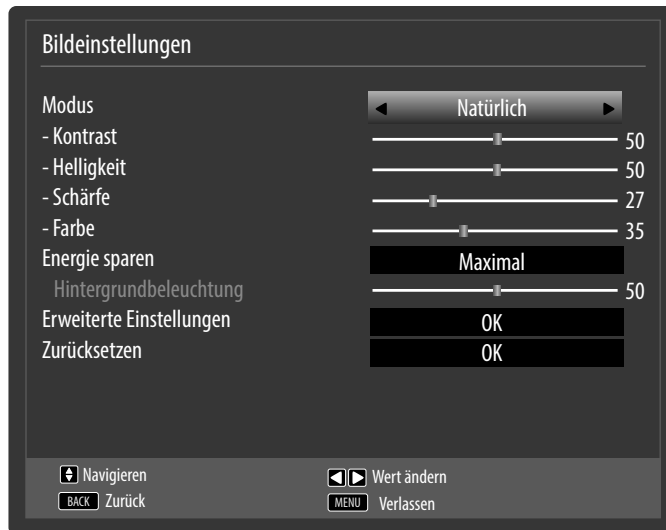 Bildeinstellungen
Modus Natürlich
- Kontrast 50
- Helligkeit 50
- Schärfe 27
- Farbe 35
Energie sparen Maximal
Hintergrundbeleuchtung 50
Erweiterte Einstellungen OK
Zurücksetzen OK
Navigieren Wert ändern
BACK Zurück MENU Verlassen